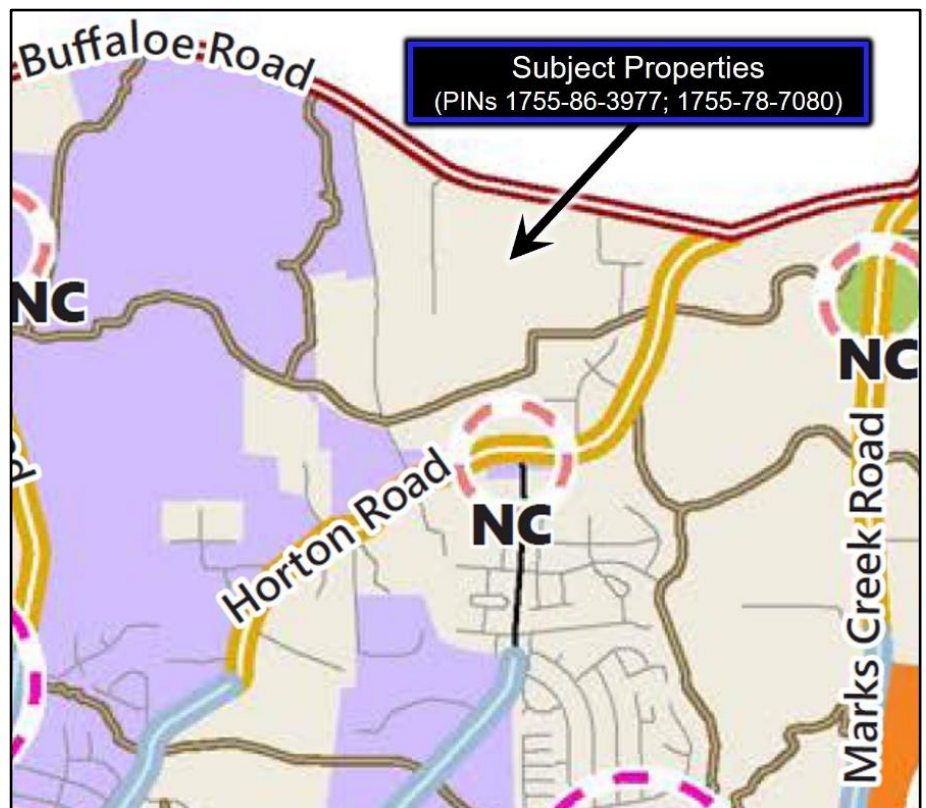 Buffaloe Road
Subject Properties
(PINs 1755-86-3977; 1755-78-7080)
NC
NC
Horton Road
NC
Marks Creek Road